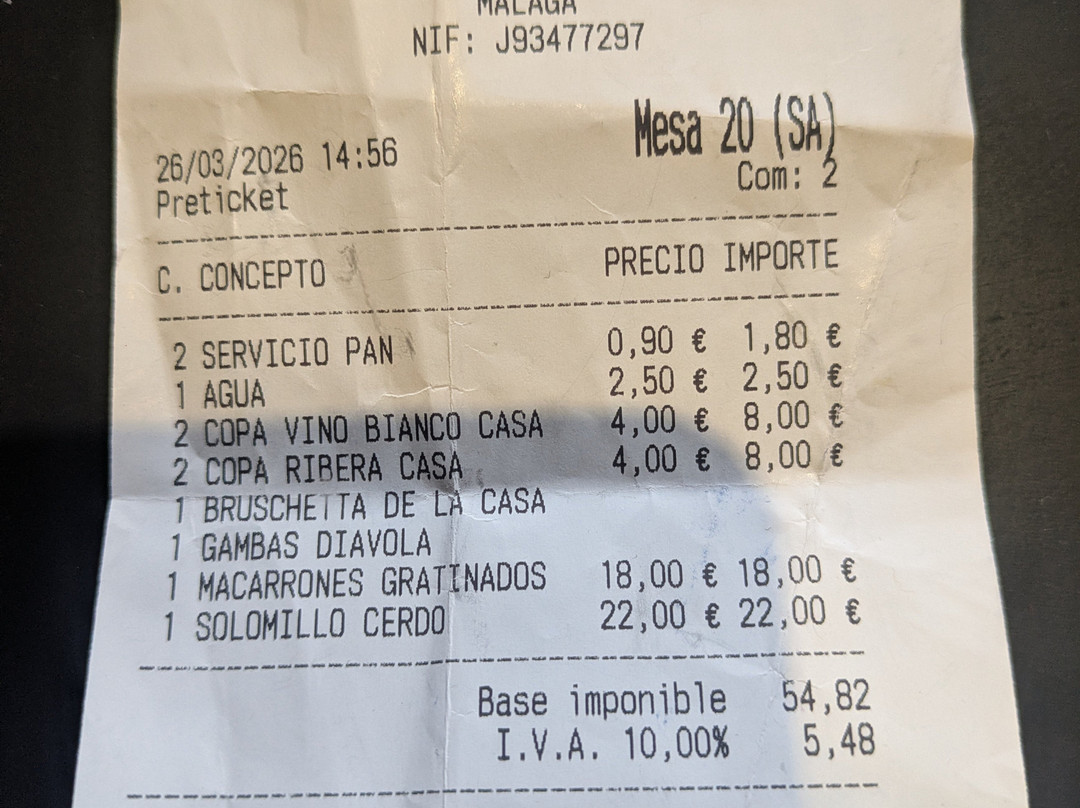 MALAGA
NIF: J93477297
Mesa 20 (SA)
26/03/2026 14:56
Com: 2
Preticket
C. CONCEPTO PRECIO IMPORTE
2 SERVICIO PAN 0,90 € 1,80 €
1 AGUA 2,50 € 2,50 €
2 COPA VINO BIANCO CASA 4,00 € 8,00 €
2 COPA RIBERA CASA 4,00 € 8,00 €
1 BRUSCHETTA DE LA CASA
1 GAMBAS DIAVOLA
1 MACARRONES GRATINADOS 18,00 € 18,00 €
1 SOLOMILLO CERDO 22,00 € 22,00 €
Base imponible 54,82
I.V.A. 10,00% 5,48